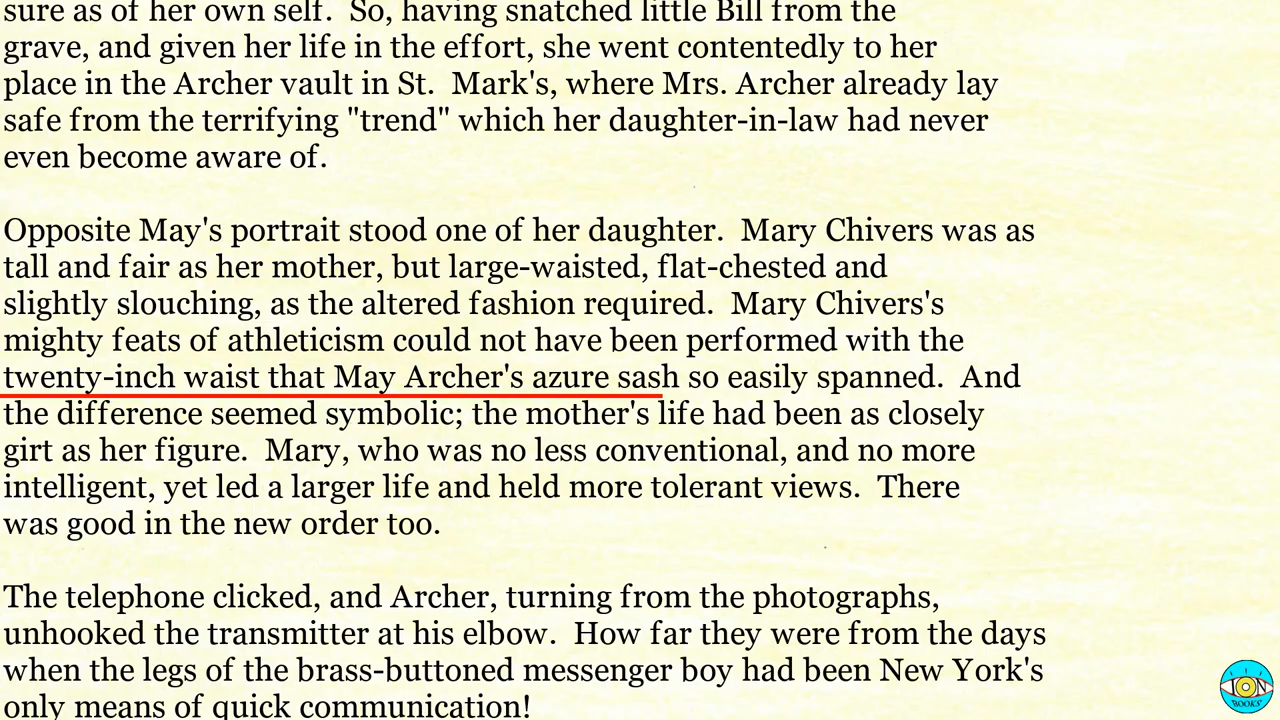 sure as of her own self.  So, having snatched little Bill from the
grave, and given her life in the effort, she went contentedly to her
place in the Archer vault in St.  Mark's, where Mrs. Archer already lay
safe from the terrifying "trend" which her daughter-in-law had never
even become aware of.

Opposite May's portrait stood one of her daughter.  Mary Chivers was as
tall and fair as her mother, but large-waisted, flat-chested and
slightly slouching, as the altered fashion required.  Mary Chivers's
mighty feats of athleticism could not have been performed with the
twenty-inch waist that May Archer's azure sash so easily spanned.  And
the difference seemed symbolic; the mother's life had been as closely
girt as her figure.  Mary, who was no less conventional, and no more
intelligent, yet led a larger life and held more tolerant views.  There
was good in the new order too.

The telephone clicked, and Archer, turning from the photographs,
unhooked the transmitter at his elbow.  How far they were from the days
when the legs of the brass-buttoned messenger boy had been New York's
only means of quick communication!
ION
BOOKS